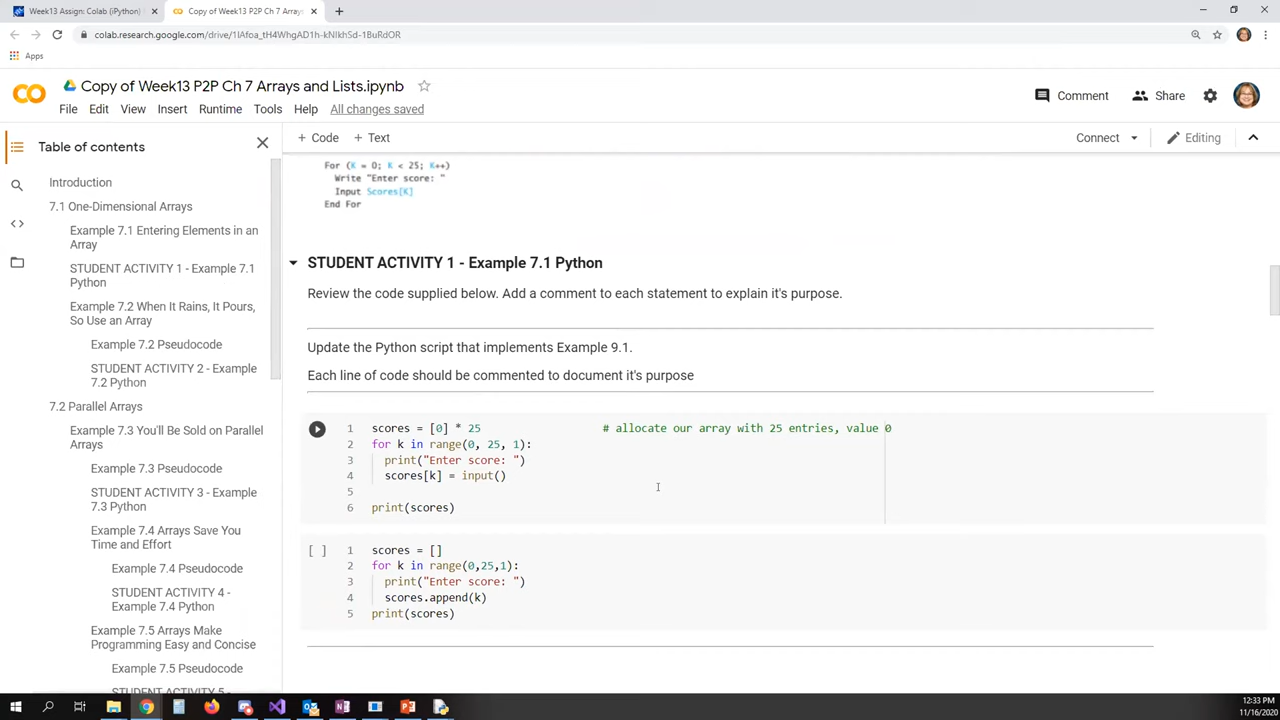 Week13 Assign: Colab (iPython)
Copy of Week13 P2P Ch 7 Arrays
colab.research.google.com/drive/1lAfoa_tH4WhgAD1h-kNlkhSd-1BuRdOR
Apps
Copy of Week13 P2P Ch 7 Arrays and Lists.ipynb
File Edit View Insert Runtime Tools Help All changes saved
Comment Share
+ Code + Text
Connect Editing
Table of contents
Introduction
7.1 One-Dimensional Arrays
Example 7.1 Entering Elements in an
Array
STUDENT ACTIVITY 1 - Example 7.1
Python
Example 7.2 When It Rains, It Pours,
So Use an Array
Example 7.2 Pseudocode
STUDENT ACTIVITY 2 - Example
7.2 Python
7.2 Parallel Arrays
Example 7.3 You'll Be Sold on Parallel
Arrays
Example 7.3 Pseudocode
STUDENT ACTIVITY 3 - Example
7.3 Python
Example 7.4 Arrays Save You
Time and Effort
Example 7.4 Pseudocode
STUDENT ACTIVITY 4 -
Example 7.4 Python
Example 7.5 Arrays Make
Programming Easy and Concise
Example 7.5 Pseudocode
STUDENT ACTIVITY 5 -
For (K = 0; K < 25; K++)
Write "Enter score: "
Input Scores[K]
End For
STUDENT ACTIVITY 1 - Example 7.1 Python
Review the code supplied below. Add a comment to each statement to explain it's purpose.
Update the Python script that implements Example 9.1.
Each line of code should be commented to document it's purpose
1 scores = [0] * 25 # allocate our array with 25 entries, value 0
2 for k in range(0, 25, 1):
3 print("Enter score: ")
4 scores[k] = input()
5
6 print(scores)
[ ] 1 scores = []
2 for k in range(0,25,1):
3 print("Enter score: ")
4 scores.append(k)
5 print(scores)
12:33 PM
11/16/2020